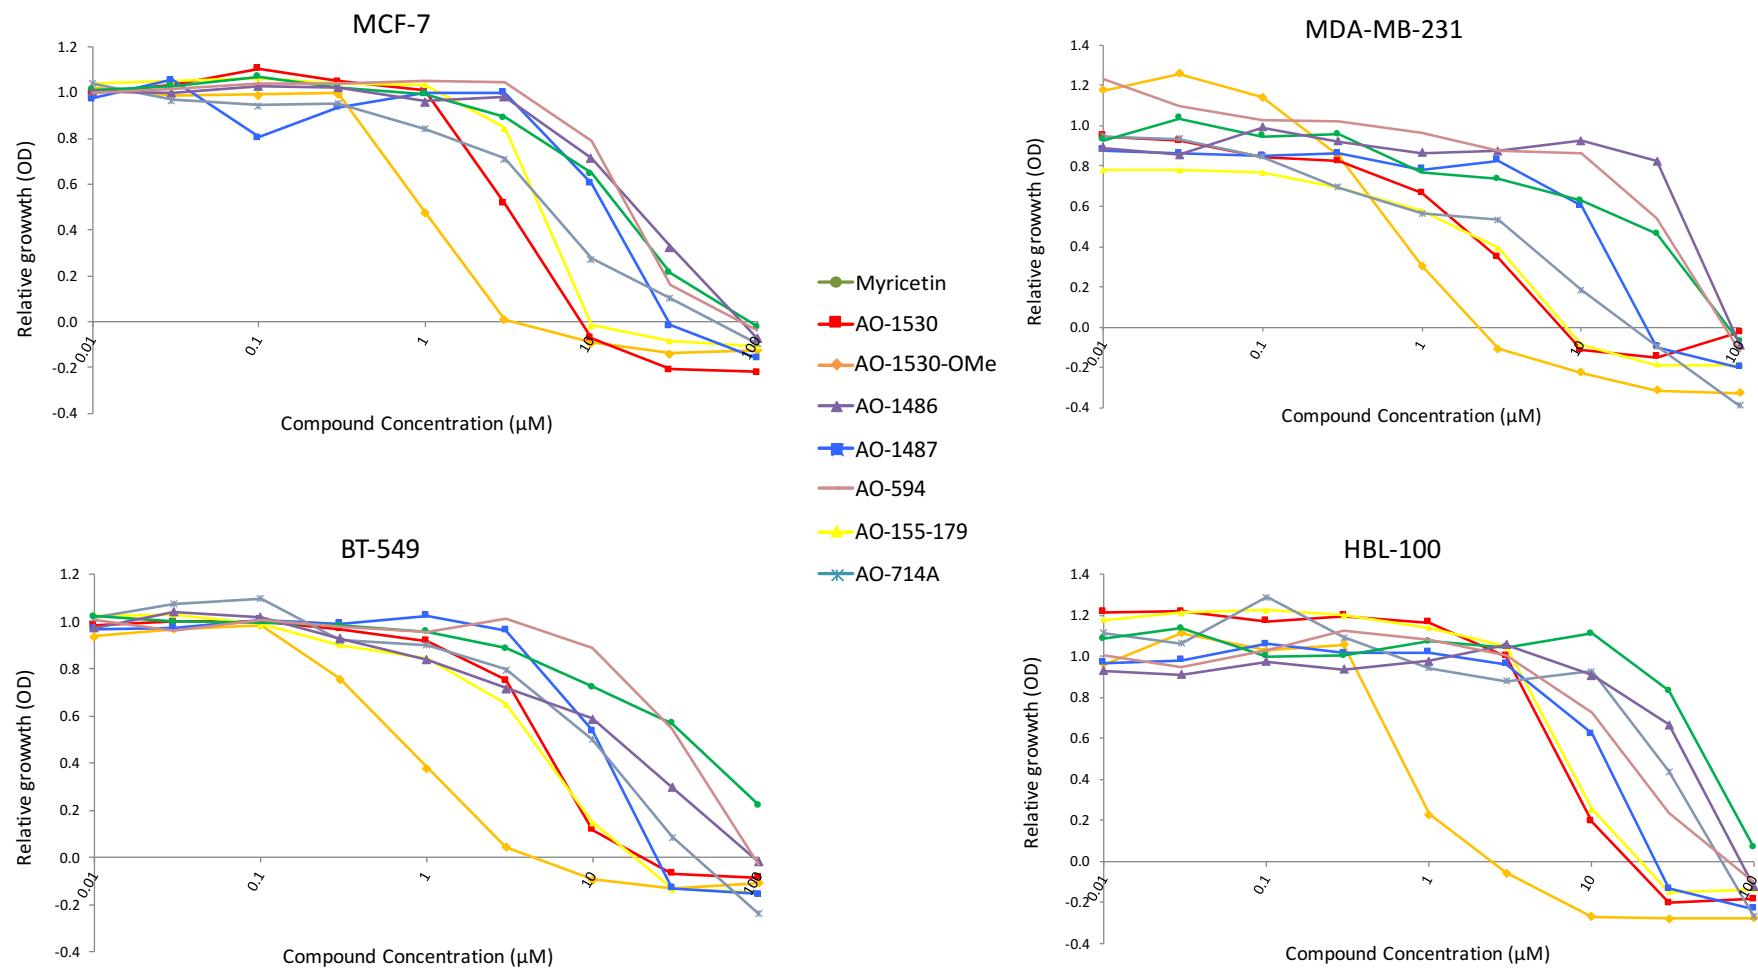 MCF-7
1.2
1.0
0.8
0.6
0.4
0.2
0.0
-0.2
-0.4
0.01
0.1
1
10
100
Relative growwth (OD)
Compound Concentration (µM)
MDA-MB-231
1.4
1.2
1.0
0.8
0.6
0.4
0.2
0.0
-0.2
-0.4
0.01
0.1
1
10
100
Relative growwth (OD)
Compound Concentration (µM)
Myricetin
AO-1530
AO-1530-OMe
AO-1486
AO-1487
AO-594
AO-155-179
AO-714A
BT-549
1.2
1.0
0.8
0.6
0.4
0.2
0.0
-0.2
-0.4
0.01
0.1
1
10
100
Relative growwth (OD)
Compound Concentration (µM)
HBL-100
1.4
1.2
1.0
0.8
0.6
0.4
0.2
0.0
-0.2
-0.4
0.01
0.1
1
10
100
Relative growwth (OD)
Compound Concentration (µM)